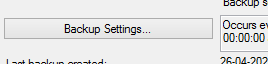 Backup s
Backup Settings...
Occurs ev
00:00:00
Last backup created:
26-04-202